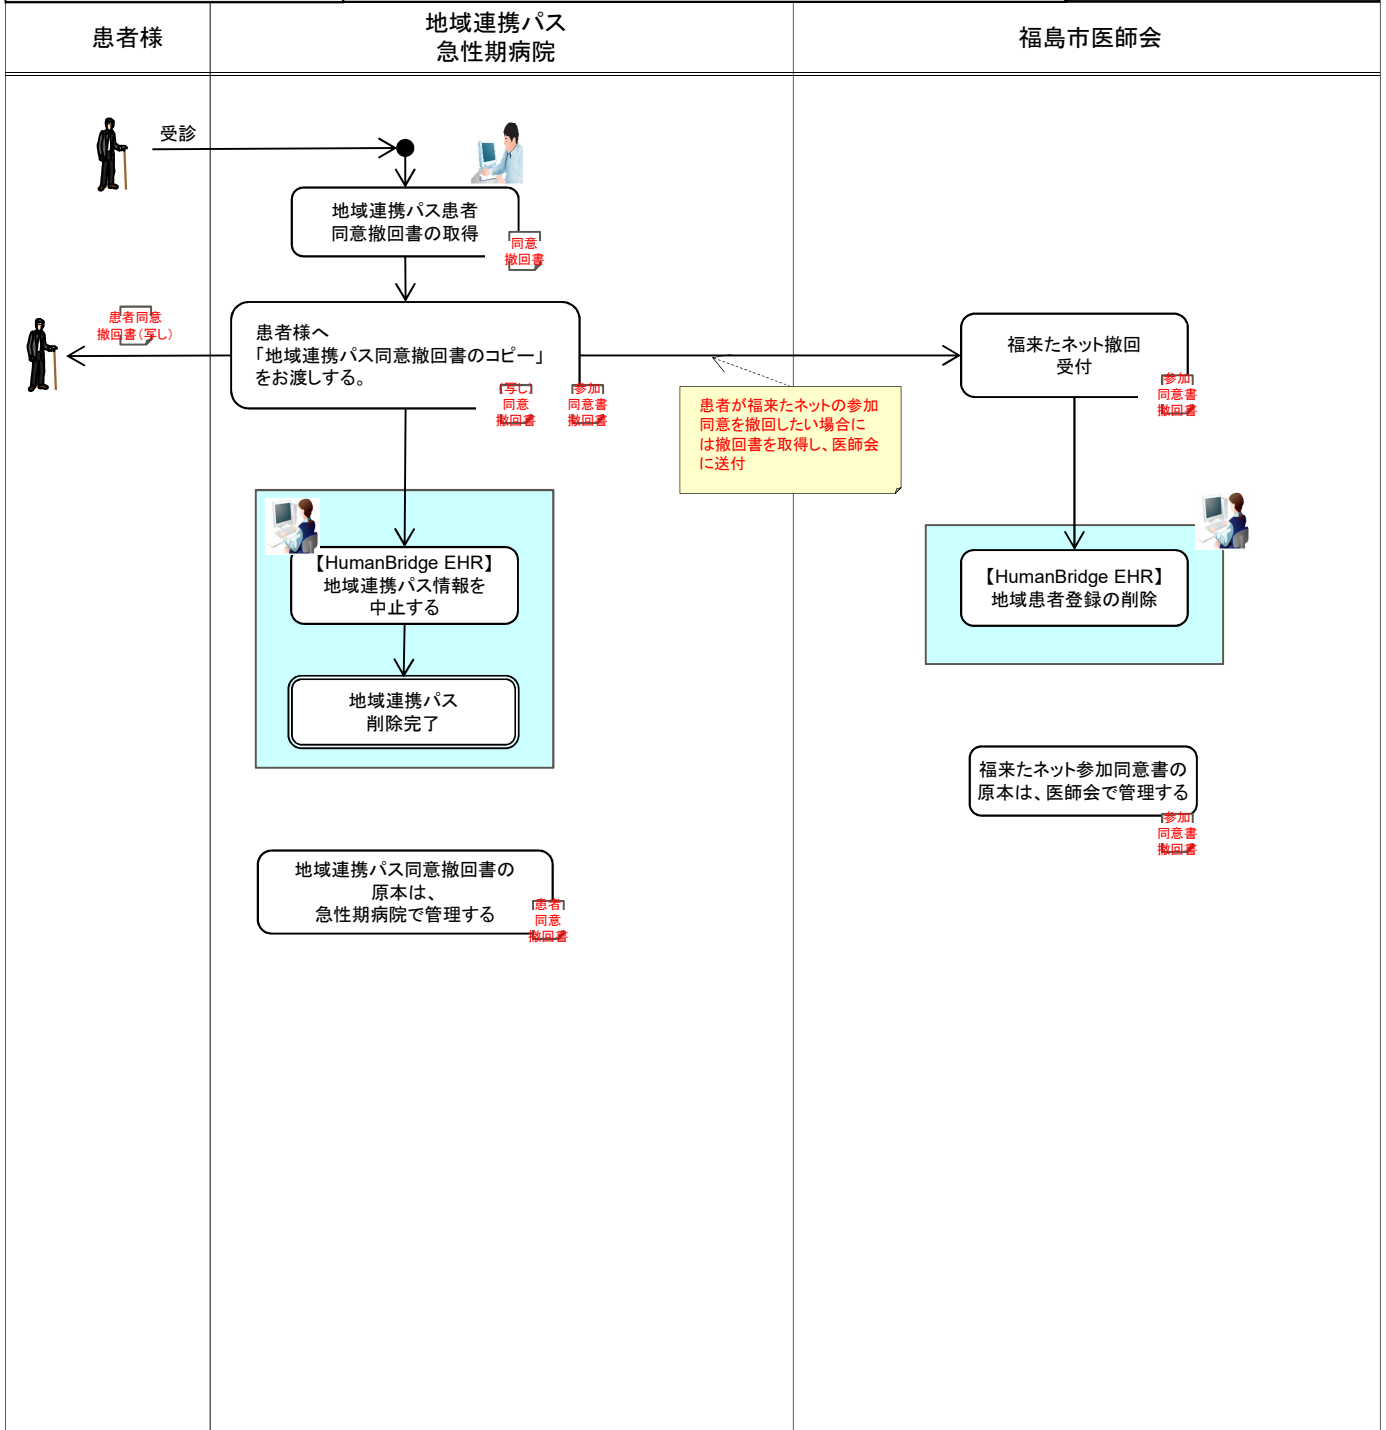 患者様
地域連携パス
急性期病院
福島市医師会
受診
地域連携パス患者
同意撤回書の取得
同意
撤回書
患者同意
撤回書(写し)
患者様へ
「地域連携パス同意撤回書のコピー」
をお渡しする。
(写し)
同意
撤回書
参加
同意書
撤回書
患者が福来たネットの参加
同意を撤回したい場合に
は撤回書を取得し、医師会
に送付
福来たネット撤回
受付
参加
同意書
撤回書
【HumanBridge EHR】
地域連携パス情報を
中止する
地域連携パス
削除完了
【HumanBridge EHR】
地域患者登録の削除
福来たネット参加同意書の
原本は、医師会で管理する
参加
同意書
撤回書
地域連携パス同意撤回書の
原本は、
急性期病院で管理する
患者
同意
撤回書